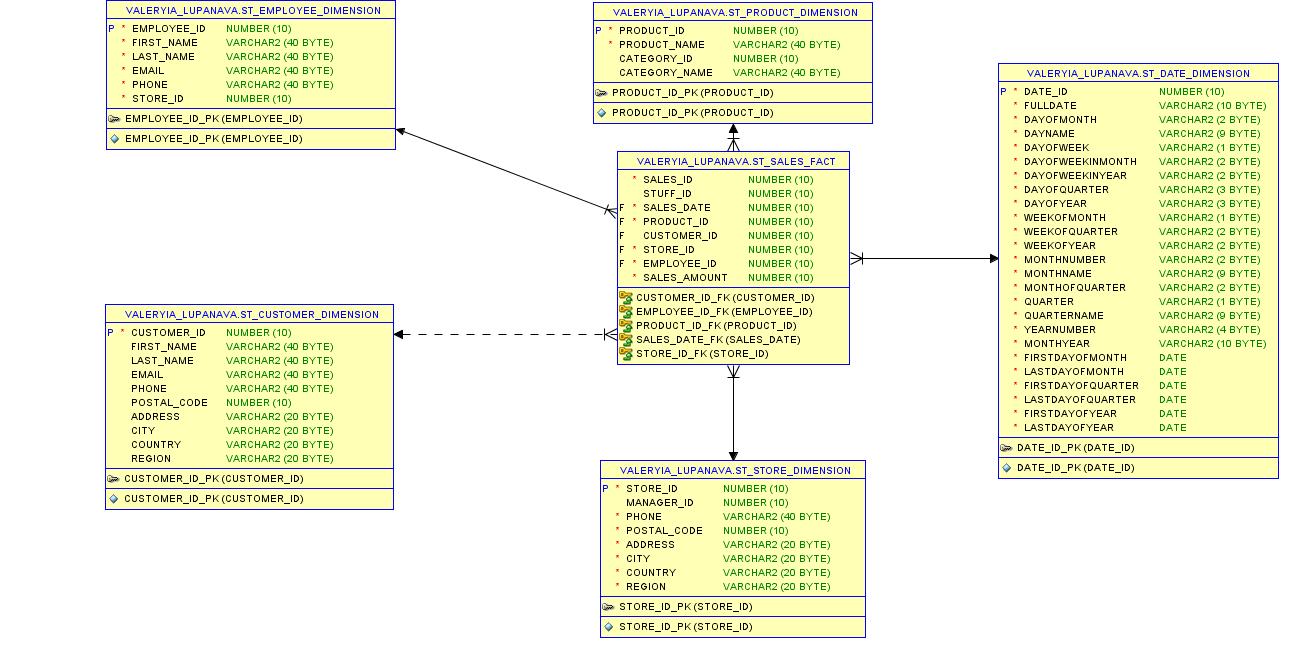 VALERYIA_LUPANAVA.ST_EMPLOYEE_DIMENSION
P * EMPLOYEE_ID NUMBER (10)
* FIRST_NAME VARCHAR2 (40 BYTE)
* LAST_NAME VARCHAR2 (40 BYTE)
* EMAIL VARCHAR2 (40 BYTE)
* PHONE VARCHAR2 (40 BYTE)
* STORE_ID NUMBER (10)
EMPLOYEE_ID_PK (EMPLOYEE_ID)
EMPLOYEE_ID_PK (EMPLOYEE_ID)
VALERYIA_LUPANAVA.ST_PRODUCT_DIMENSION
P * PRODUCT_ID NUMBER (10)
* PRODUCT_NAME VARCHAR2 (40 BYTE)
CATEGORY_ID NUMBER (10)
CATEGORY_NAME VARCHAR2 (40 BYTE)
PRODUCT_ID_PK (PRODUCT_ID)
PRODUCT_ID_PK (PRODUCT_ID)
VALERYIA_LUPANAVA.ST_DATE_DIMENSION
P * DATE_ID NUMBER (10)
* FULLDATE VARCHAR2 (10 BYTE)
* DAYOFMONTH VARCHAR2 (2 BYTE)
* DAYNAME VARCHAR2 (9 BYTE)
* DAYOFWEEK VARCHAR2 (1 BYTE)
* DAYOFWEEKINMONTH VARCHAR2 (2 BYTE)
* DAYOFWEEKINYEAR VARCHAR2 (2 BYTE)
* DAYOFQUARTER VARCHAR2 (3 BYTE)
* DAYOFYEAR VARCHAR2 (3 BYTE)
* WEEKOFMONTH VARCHAR2 (1 BYTE)
* WEEKOFQUARTER VARCHAR2 (2 BYTE)
* WEEKOFYEAR VARCHAR2 (2 BYTE)
* MONTHNUMBER VARCHAR2 (2 BYTE)
* MONTHNAME VARCHAR2 (9 BYTE)
* MONTHOFQUARTER VARCHAR2 (2 BYTE)
* QUARTER VARCHAR2 (1 BYTE)
* QUARTERNAME VARCHAR2 (9 BYTE)
* YEARNUMBER VARCHAR2 (4 BYTE)
* MONTHYEAR VARCHAR2 (10 BYTE)
* FIRSTDAYOFMONTH DATE
* LASTDAYOFMONTH DATE
* FIRSTDAYOFQUARTER DATE
* LASTDAYOFQUARTER DATE
* FIRSTDAYOFYEAR DATE
* LASTDAYOFYEAR DATE
DATE_ID_PK (DATE_ID)
DATE_ID_PK (DATE_ID)
VALERYIA_LUPANAVA.ST_SALES_FACT
* SALES_ID NUMBER (10)
STUFF_ID NUMBER (10)
F * SALES_DATE NUMBER (10)
F * PRODUCT_ID NUMBER (10)
F CUSTOMER_ID NUMBER (10)
F * STORE_ID NUMBER (10)
F * EMPLOYEE_ID NUMBER (10)
* SALES_AMOUNT NUMBER (10)
CUSTOMER_ID_FK (CUSTOMER_ID)
EMPLOYEE_ID_FK (EMPLOYEE_ID)
PRODUCT_ID_FK (PRODUCT_ID)
SALES_DATE_FK (SALES_DATE)
STORE_ID_FK (STORE_ID)
VALERYIA_LUPANAVA.ST_CUSTOMER_DIMENSION
P * CUSTOMER_ID NUMBER (10)
FIRST_NAME VARCHAR2 (40 BYTE)
LAST_NAME VARCHAR2 (40 BYTE)
EMAIL VARCHAR2 (40 BYTE)
PHONE VARCHAR2 (40 BYTE)
POSTAL_CODE NUMBER (10)
ADDRESS VARCHAR2 (20 BYTE)
CITY VARCHAR2 (20 BYTE)
COUNTRY VARCHAR2 (20 BYTE)
REGION VARCHAR2 (20 BYTE)
CUSTOMER_ID_PK (CUSTOMER_ID)
CUSTOMER_ID_PK (CUSTOMER_ID)
VALERYIA_LUPANAVA.ST_STORE_DIMENSION
P * STORE_ID NUMBER (10)
MANAGER_ID NUMBER (10)
* PHONE VARCHAR2 (40 BYTE)
* POSTAL_CODE NUMBER (10)
* ADDRESS VARCHAR2 (20 BYTE)
* CITY VARCHAR2 (20 BYTE)
* COUNTRY VARCHAR2 (20 BYTE)
* REGION VARCHAR2 (20 BYTE)
STORE_ID_PK (STORE_ID)
STORE_ID_PK (STORE_ID)